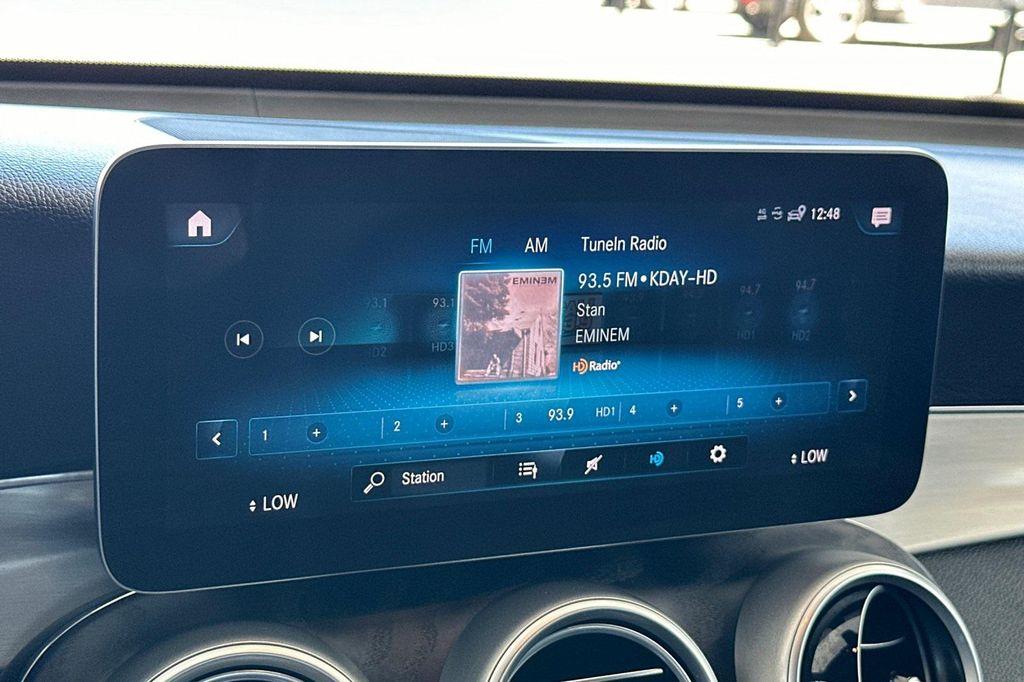 12:48
FM AM TuneIn Radio
EMINƎM
93.5 FM•KDAY-HD
Stan
EMINEM
HD Radio
93.1 93.1 94.7 94.7
HD2 HD3 HD1 HD2
1 + 2 + 3 93.9 HD1 4 + 5 +
Station
LOW LOW